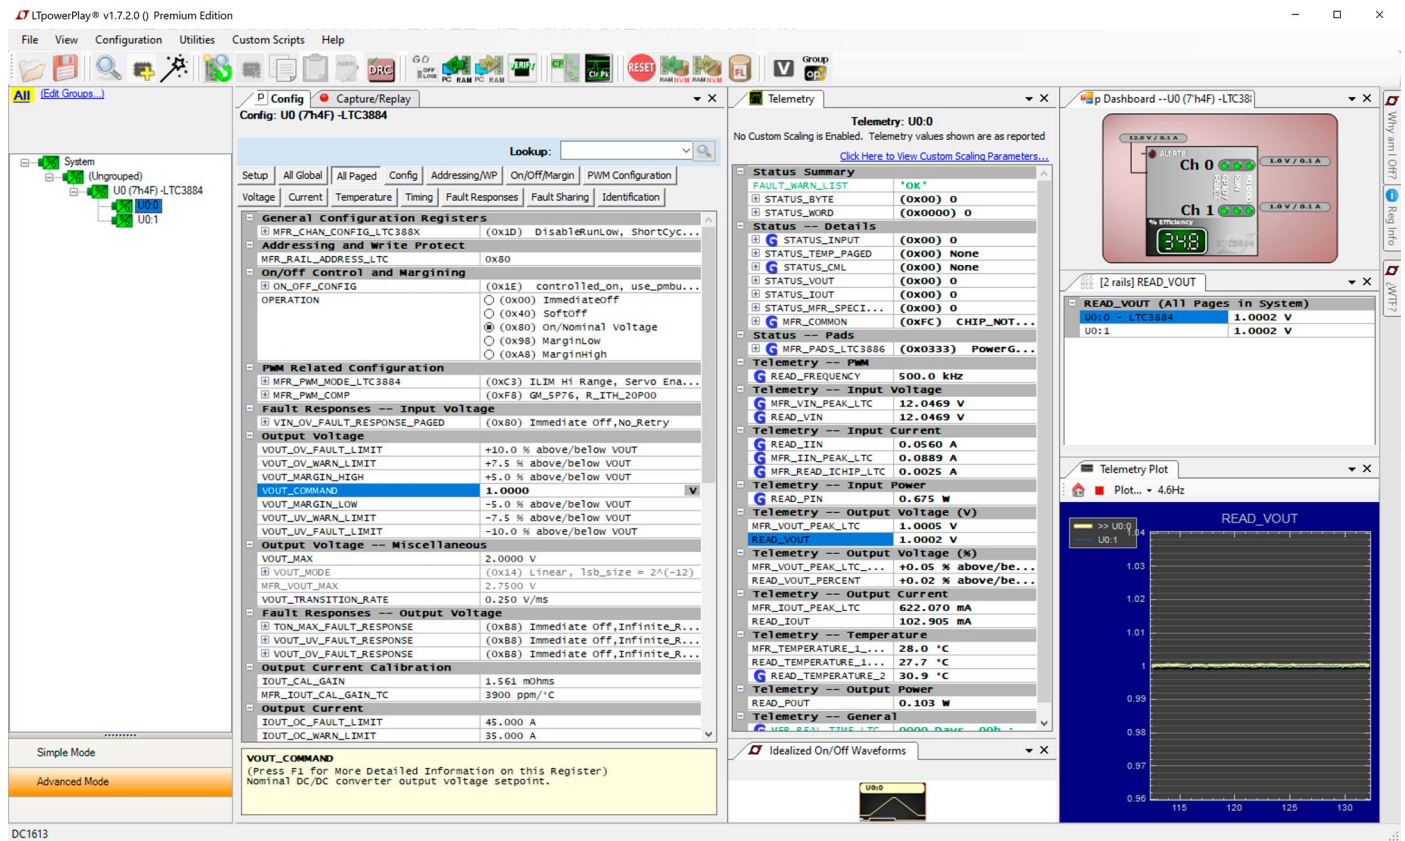 LTpowerPlay® v1.7.2.0 () Premium Edition
File View Configuration Utilities Custom Scripts Help
All (Edit Groups...)
System
(Ungrouped)
U0 (7'h4F) -LTC3884
U0:0
U0:1
Simple Mode
Advanced Mode
DC1613
Config Capture/Replay
Config: U0 (7'h4F) -LTC3884
Lookup:
Setup All Global All Paged Config Addressing/WP On/Off/Margin PWM Configuration
Voltage Current Temperature Timing Fault Responses Fault Sharing Identification
General Configuration Registers
MFR_CHAN_CONFIG_LTC388X (0x1D) DisableRunLow, ShortCyc...
Addressing and Write Protect
MFR_RAIL_ADDRESS_LTC 0x80
On/Off Control and Margining
ON_OFF_CONFIG (0x1E) controlled_on, use_pmbu...
OPERATION (0x00) ImmediateOff
(0x40) SoftOff
(0x80) On/Nominal Voltage
(0x98) MarginLow
(0xA8) MarginHigh
PWM Related Configuration
MFR_PWM_MODE_LTC3884 (0xC3) ILIM Hi Range, Servo Ena...
MFR_PWM_COMP (0xF8) GM_5P76, R_ITH_20P00
Fault Responses -- Input Voltage
VIN_OV_FAULT_RESPONSE_PAGED (0x80) Immediate Off,No_Retry
Output Voltage
VOUT_OV_FAULT_LIMIT +10.0 % above/below VOUT
VOUT_OV_WARN_LIMIT +7.5 % above/below VOUT
VOUT_MARGIN_HIGH +5.0 % above/below VOUT
VOUT_COMMAND 1.0000 V
VOUT_MARGIN_LOW -5.0 % above/below VOUT
VOUT_UV_WARN_LIMIT -7.5 % above/below VOUT
VOUT_UV_FAULT_LIMIT -10.0 % above/below VOUT
Output Voltage -- Miscellaneous
VOUT_MAX 2.0000 V
VOUT_MODE (0x14) Linear, lsb_size = 2^(-12)
MFR_VOUT_MAX 2.7500 V
VOUT_TRANSITION_RATE 0.250 V/ms
Fault Responses -- Output Voltage
TON_MAX_FAULT_RESPONSE (0xB8) Immediate Off,Infinite_R...
VOUT_UV_FAULT_RESPONSE (0xB8) Immediate Off,Infinite_R...
VOUT_OV_FAULT_RESPONSE (0xB8) Immediate Off,Infinite_R...
Output Current Calibration
IOUT_CAL_GAIN 1.561 mOhms
MFR_IOUT_CAL_GAIN_TC 3900 ppm/°C
Output Current
IOUT_OC_FAULT_LIMIT 45.000 A
IOUT_OC_WARN_LIMIT 35.000 A
VOUT_COMMAND
(Press F1 for More Detailed Information on this Register)
Nominal DC/DC converter output voltage setpoint.
Telemetry
Telemetry: U0:0
No Custom Scaling is Enabled. Telemetry values shown are as reported
Click Here to View Custom Scaling Parameters...
Status Summary
FAULT_WARN_LIST "OK"
STATUS_BYTE (0x00) 0
STATUS_WORD (0x0000) 0
Status -- Details
STATUS_INPUT (0x00) 0
STATUS_TEMP_PAGED (0x00) None
STATUS_CML (0x00) None
STATUS_VOUT (0x00) 0
STATUS_IOUT (0x00) 0
STATUS_MFR_SPECI... (0x00) 0
MFR_COMMON (0xFC) CHIP_NOT...
Status -- Pads
MFR_PADS_LTC3886 (0x0333) PowerG...
Telemetry -- PWM
READ_FREQUENCY 500.0 kHz
Telemetry -- Input Voltage
MFR_VIN_PEAK_LTC 12.0469 V
READ_VIN 12.0469 V
Telemetry -- Input Current
READ_IIN 0.0560 A
MFR_IIN_PEAK_LTC 0.0889 A
MFR_READ_ICHIP_LTC 0.0025 A
Telemetry -- Input Power
READ_PIN 0.675 W
Telemetry -- Output Voltage (V)
MFR_VOUT_PEAK_LTC 1.0005 V
READ_VOUT 1.0002 V
Telemetry -- Output Voltage (%)
MFR_VOUT_PEAK_LTC_... +0.05 % above/be...
READ_VOUT_PERCENT +0.02 % above/be...
Telemetry -- Output Current
MFR_IOUT_PEAK_LTC 622.070 mA
READ_IOUT 102.905 mA
Telemetry -- Temperature
MFR_TEMPERATURE_1_... 28.0 °C
READ_TEMPERATURE_1... 27.7 °C
READ_TEMPERATURE_2 30.9 °C
Telemetry -- Output Power
READ_POUT 0.103 W
Telemetry -- General
MFR_REAL_TIME_LTC 0000 Days, 00h :
Idealized On/Off Waveforms
U0:0
p Dashboard --U0 (7'h4F) -LTC38
12.0 V / 0.1 A
ALERTB
Ch 0 1.0 V / 0.1 A
Ch 1 1.0 V / 0.1 A
% Efficiency
34.8
LTC3884
[2 rails] READ_VOUT
READ_VOUT (All Pages in System)
U0:0 - LTC3884 1.0002 V
U0:1 1.0002 V
Telemetry Plot
Plot... 4.6Hz
READ_VOUT
>> U0:0
U0:1
1.04
1.03
1.02
1.01
1
0.99
0.98
0.97
0.96
115 120 125 130
Why am I Off?
Reg Info
¿WTF?